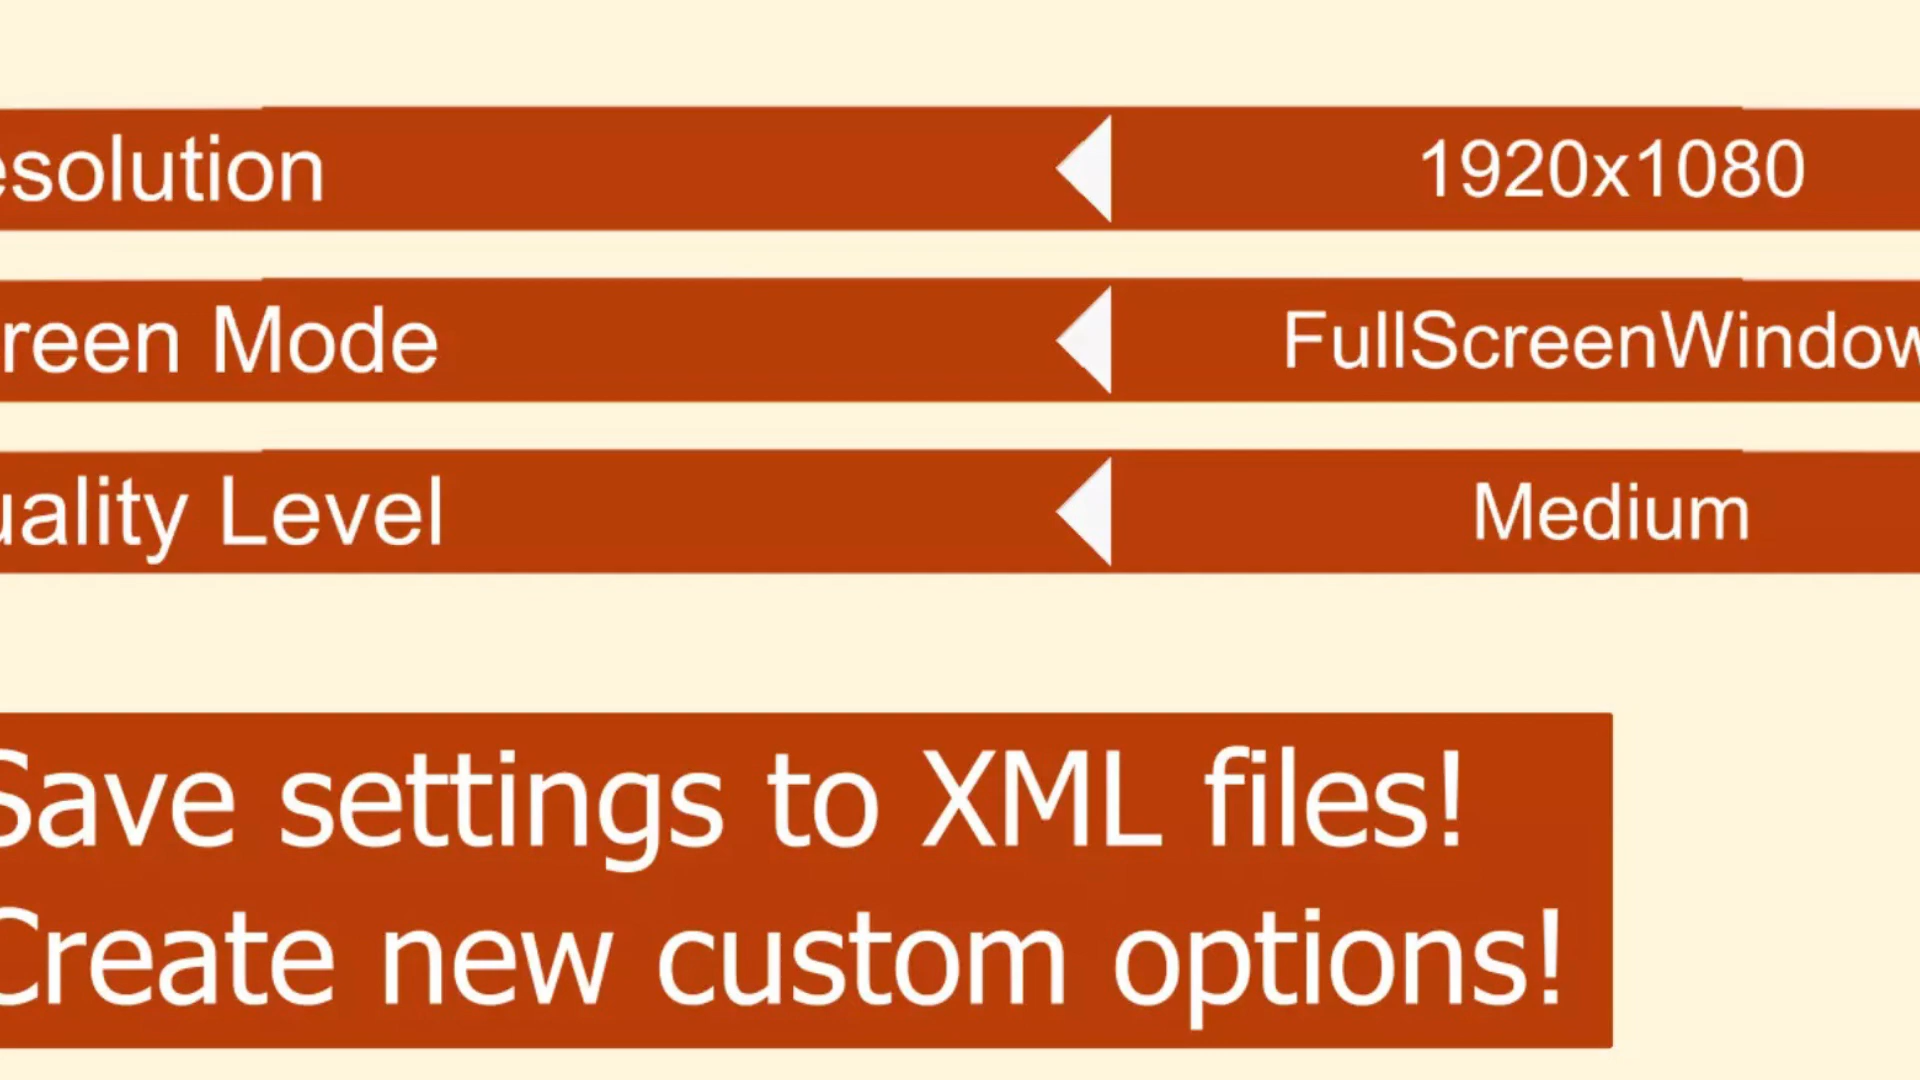 esolution
1920x1080
reen Mode
FullScreenWindow
uality Level
Medium
Save settings to XML files!
Create new custom options!